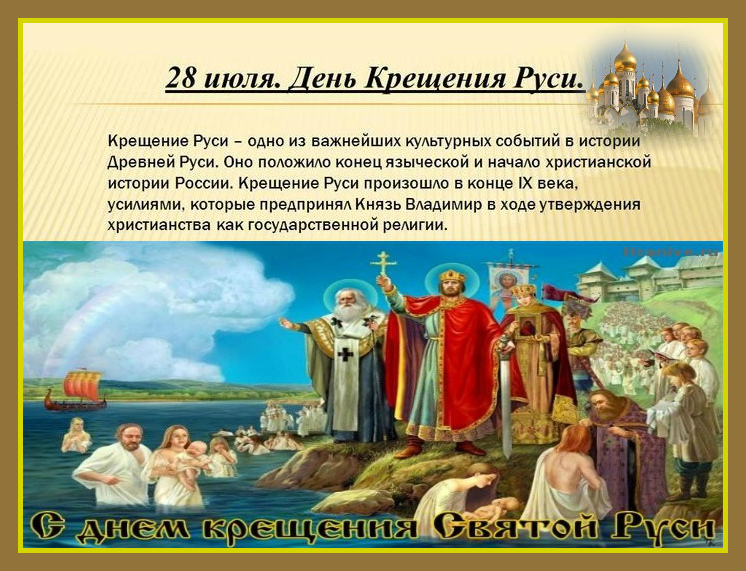 28 июля. День Крещения Руси.
Крещение Руси – одно из важнейших культурных событий в истории
Древней Руси. Оно положило конец языческой и начало христианской
истории России. Крещение Руси произошло в конце IX века,
усилиями, которые предпринял Князь Владимир в ходе утверждения
христианства как государственной религии.
С днем крещения Святой Руси